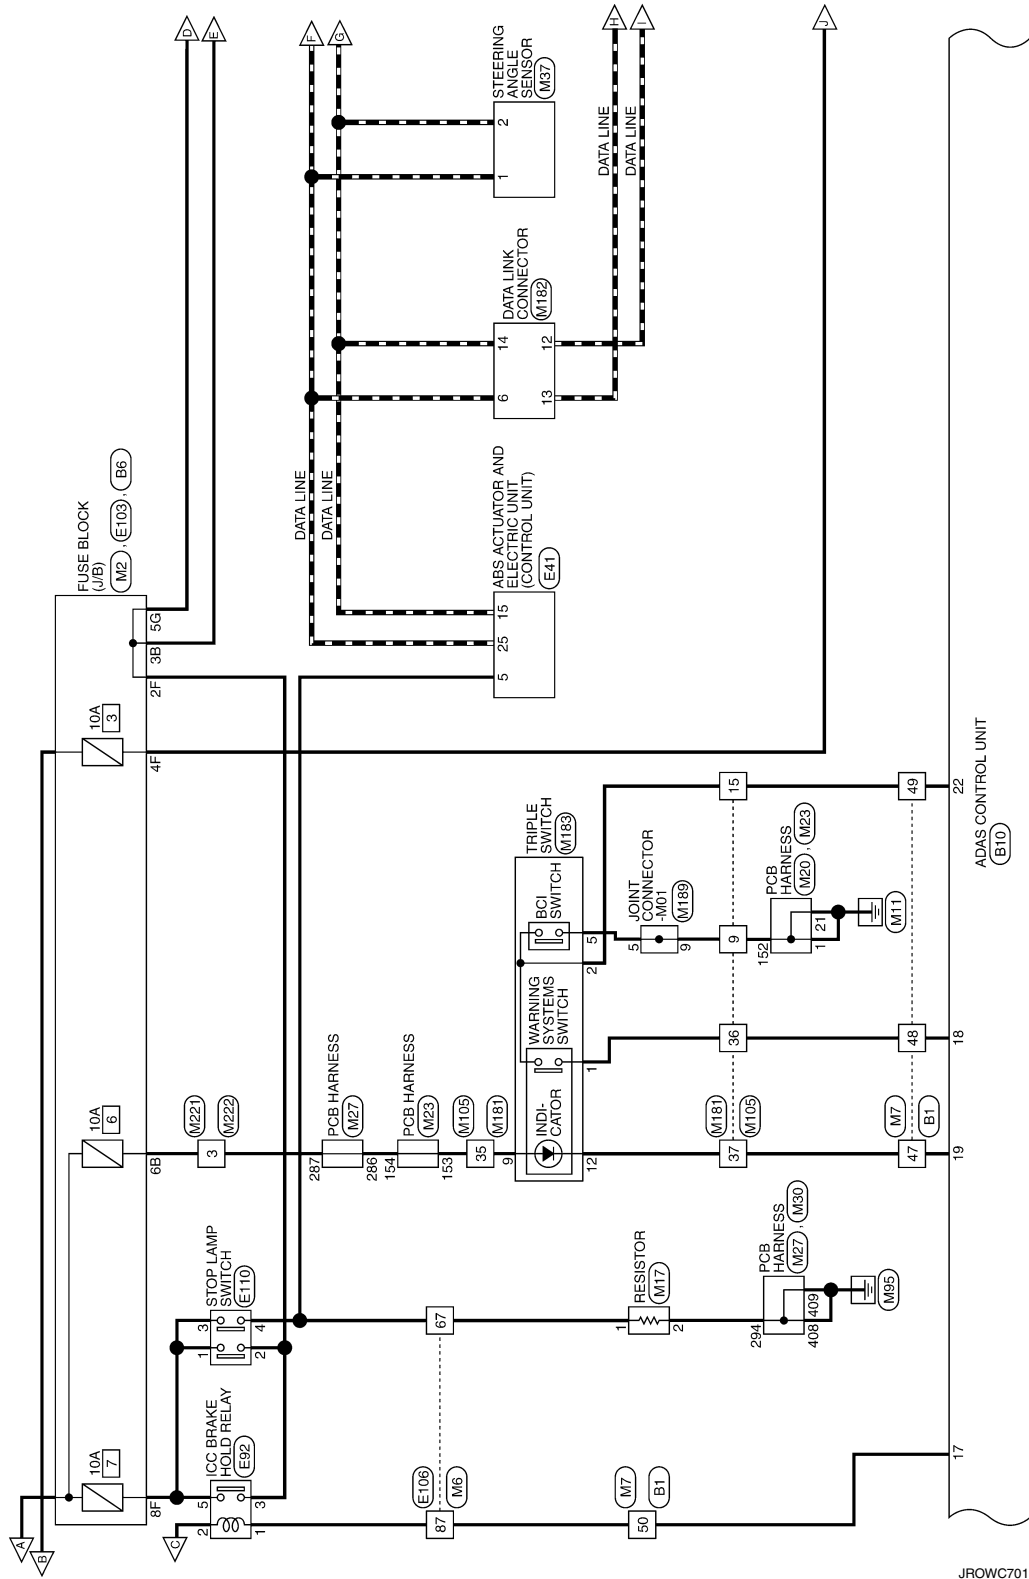 A
B
C
D
E
F
G
H
I
J
FUSE BLOCK
(J/B)
M2 , E103 , B6
10A
7
10A
6
10A
3
8F
6B
4F
2F
3B
5G
ICC BRAKE
HOLD RELAY
E92
2
5
1
3
STOP LAMP
SWITCH
E110
1
3
2
4
M221
M222
3
PCB HARNESS
M27
287
286
PCB HARNESS
M23
154
153
M105
M181
35
TRIPLE
SWITCH
M183
9
INDI-
CATOR
WARNING
SYSTEMS
SWITCH
BCI
SWITCH
12
1
2
5
DATA LINE
DATA LINE
ABS ACTUATOR AND
ELECTRIC UNIT
(CONTROL UNIT)
E41
5
25
15
DATA LINK
CONNECTOR
M182
6
14
13
12
STEERING
ANGLE
SENSOR
M37
1
2
DATA LINE
DATA LINE
E106
M6
87
67
M7
B1
50
RESISTOR
M17
1
2
PCB
HARNESS
M27 , M30
294
408
409
M95
JOINT
CONNECTOR
-M01
M189
5
9
M181
M105
37
36
9
15
PCB
HARNESS
M20 , M23
152
1
21
M11
M7
B1
47
48
49
17
19
18
22
ADAS CONTROL UNIT
B10
JROWC701